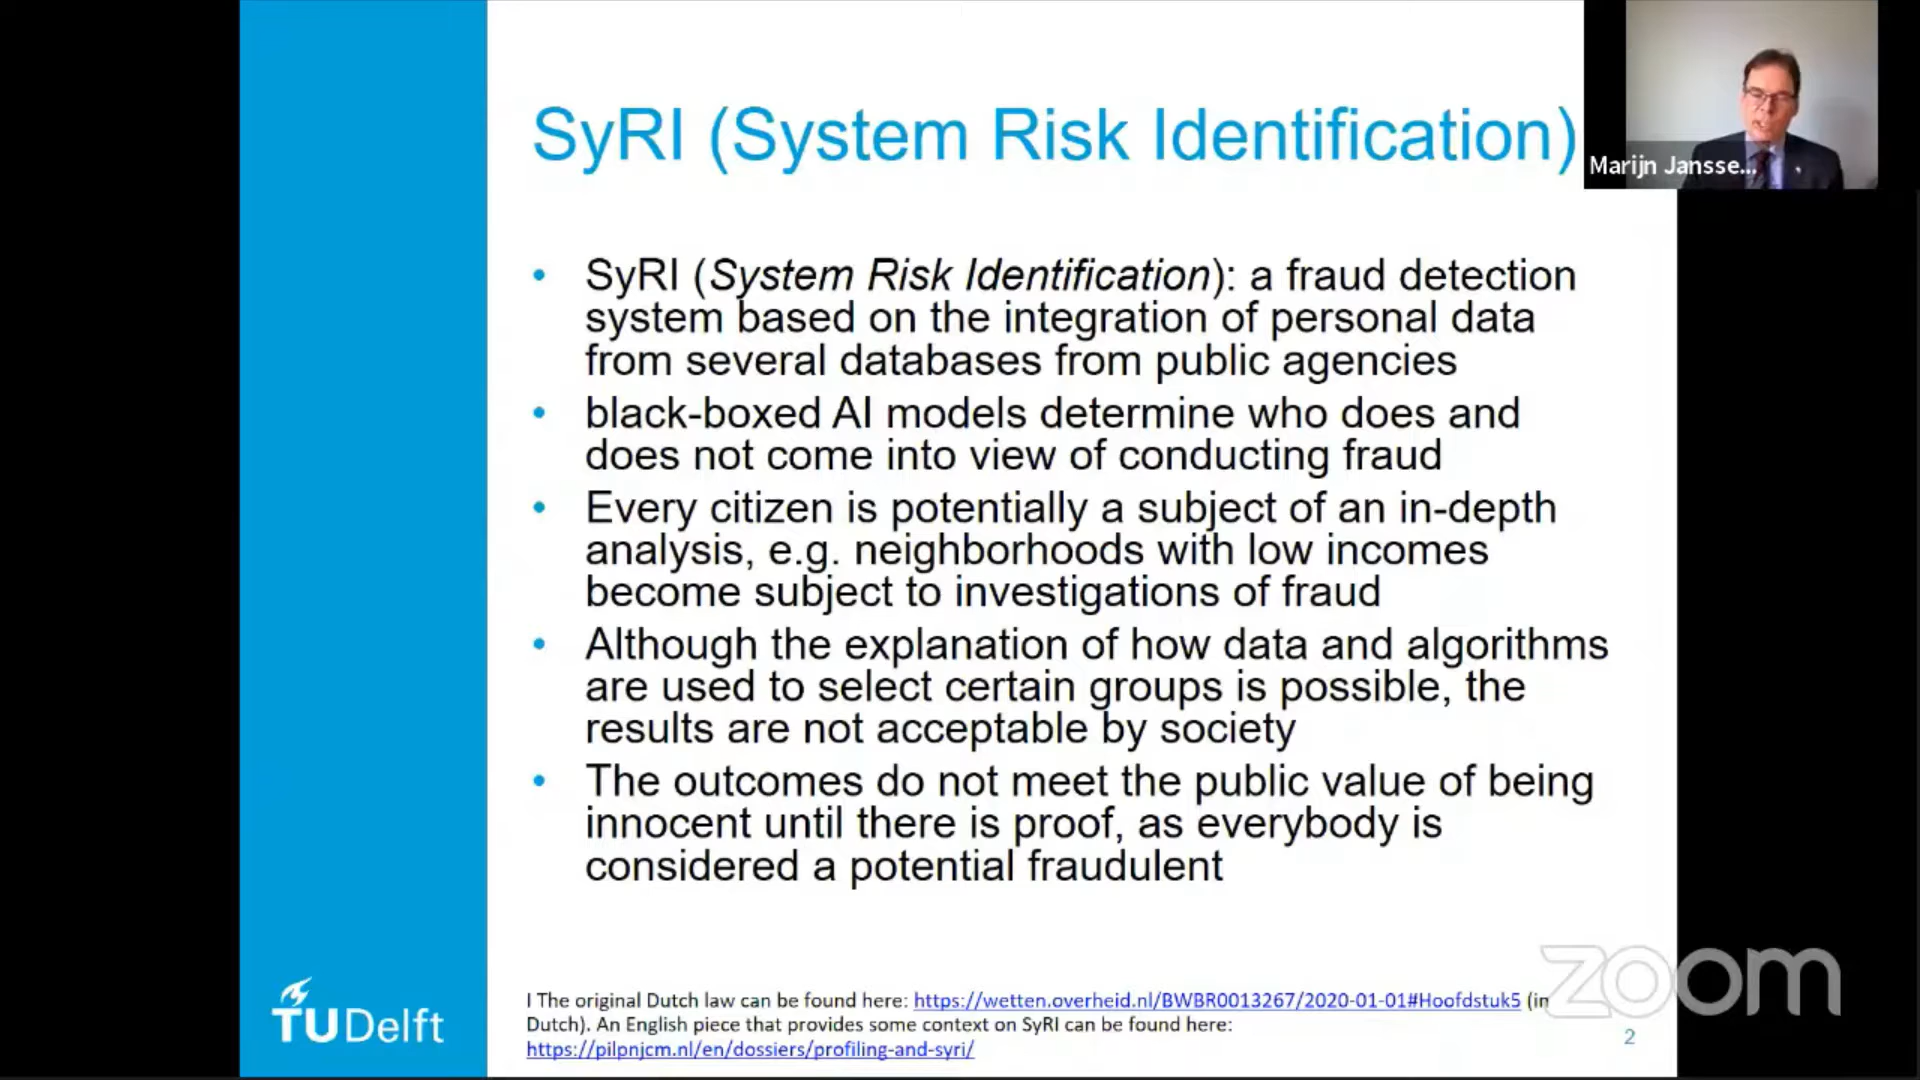 SyRI (System Risk Identification)
Marijn Jansse...
• SyRI (System Risk Identification): a fraud detection
system based on the integration of personal data
from several databases from public agencies
• black-boxed AI models determine who does and
does not come into view of conducting fraud
• Every citizen is potentially a subject of an in-depth
analysis, e.g. neighborhoods with low incomes
become subject to investigations of fraud
• Although the explanation of how data and algorithms
are used to select certain groups is possible, the
results are not acceptable by society
• The outcomes do not meet the public value of being
innocent until there is proof, as everybody is
considered a potential fraudulent
I The original Dutch law can be found here: https://wetten.overheid.nl/BWBR0013267/2020-01-01#Hoofdstuk5 (in
Dutch). An English piece that provides some context on SyRI can be found here:
https://pilpnjcm.nl/en/dossiers/profiling-and-syri/
2
TUDelft
zoom